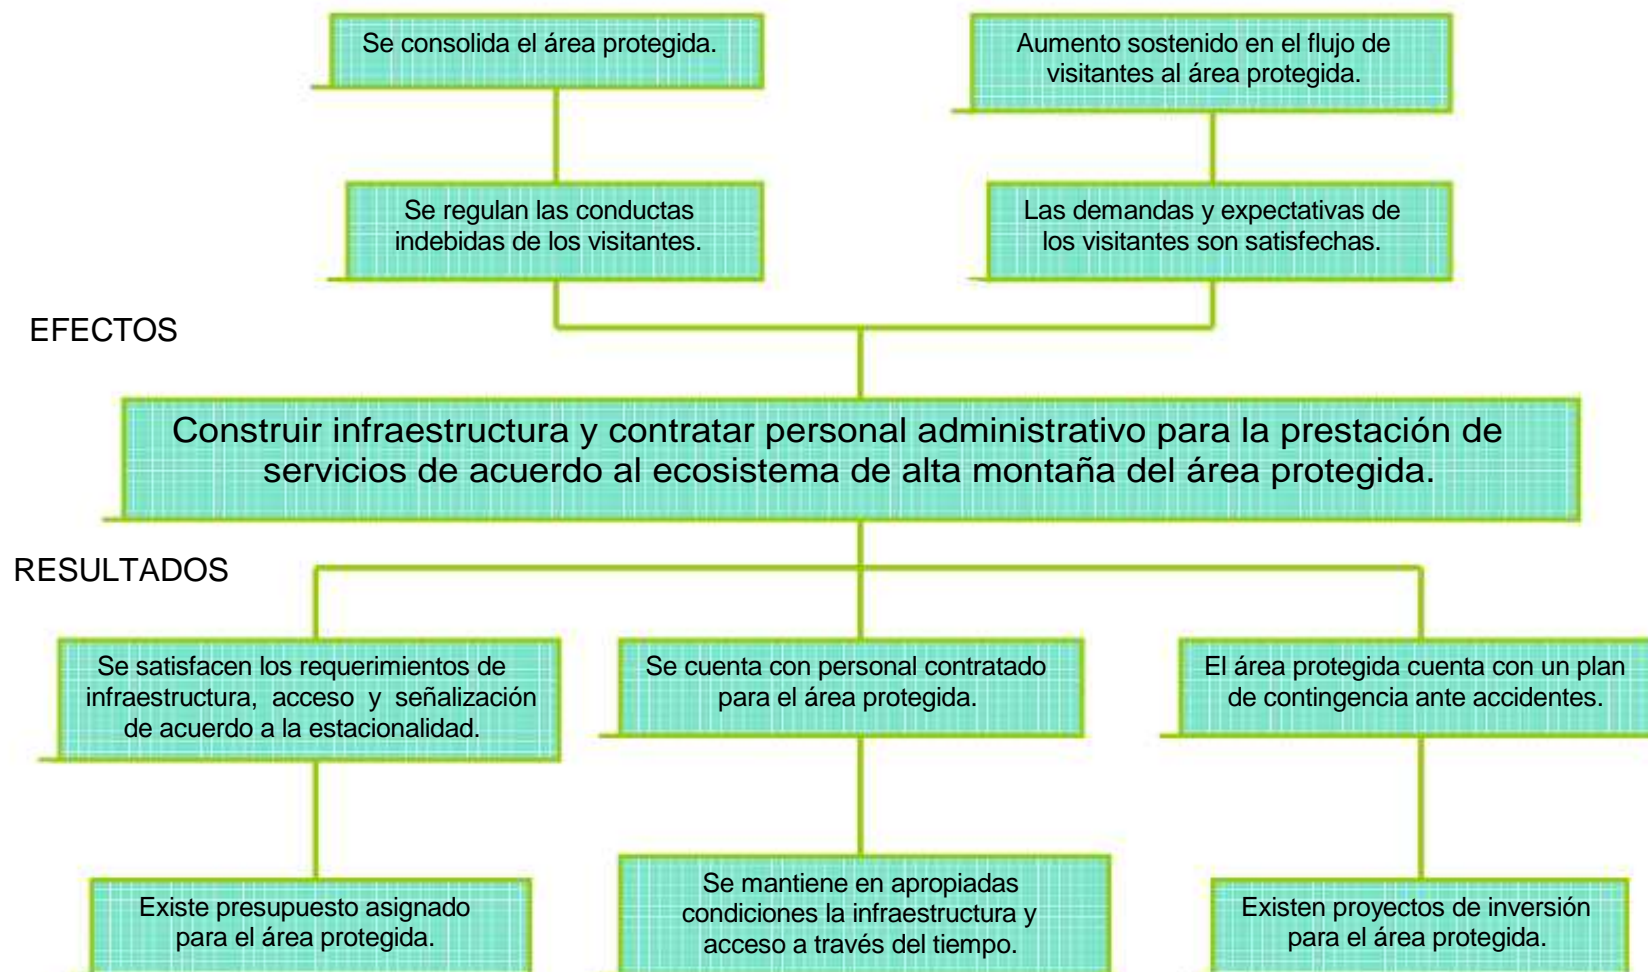 Se consolida el área protegida.
Aumento sostenido en el flujo de
visitantes al área protegida.
Se regulan las conductas
indebidas de los visitantes.
Las demandas y expectativas de
los visitantes son satisfechas.
EFECTOS
Construir infraestructura y contratar personal administrativo para la prestación de
servicios de acuerdo al ecosistema de alta montaña del área protegida.
RESULTADOS
Se satisfacen los requerimientos de
infraestructura, acceso y señalización
de acuerdo a la estacionalidad.
Se cuenta con personal contratado
para el área protegida.
El área protegida cuenta con un plan
de contingencia ante accidentes.
Existe presupuesto asignado
para el área protegida.
Se mantiene en apropiadas
condiciones la infraestructura y
acceso a través del tiempo.
Existen proyectos de inversión
para el área protegida.